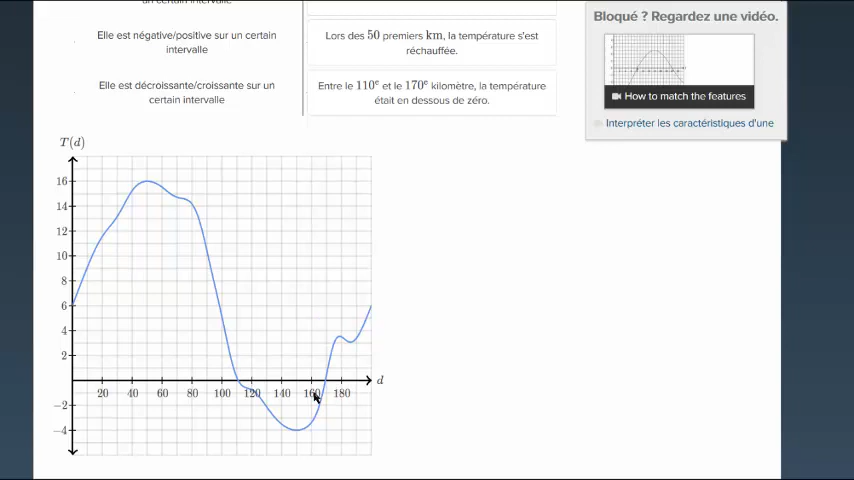 un certain intervalle
Elle est négative/positive sur un certain
intervalle
Lors des 50 premiers km, la température s'est
réchauffée.
Elle est décroissante/croissante sur un
certain intervalle
Entre le 110e et le 170e kilomètre, la température
était en dessous de zéro.
Bloqué ? Regardez une vidéo.
How to match the features
Interpréter les caractéristiques d'une
T(d)
16
14
12
10
8
6
4
2
−2
−4
20 40 60 80 100 120 140 160 180
d